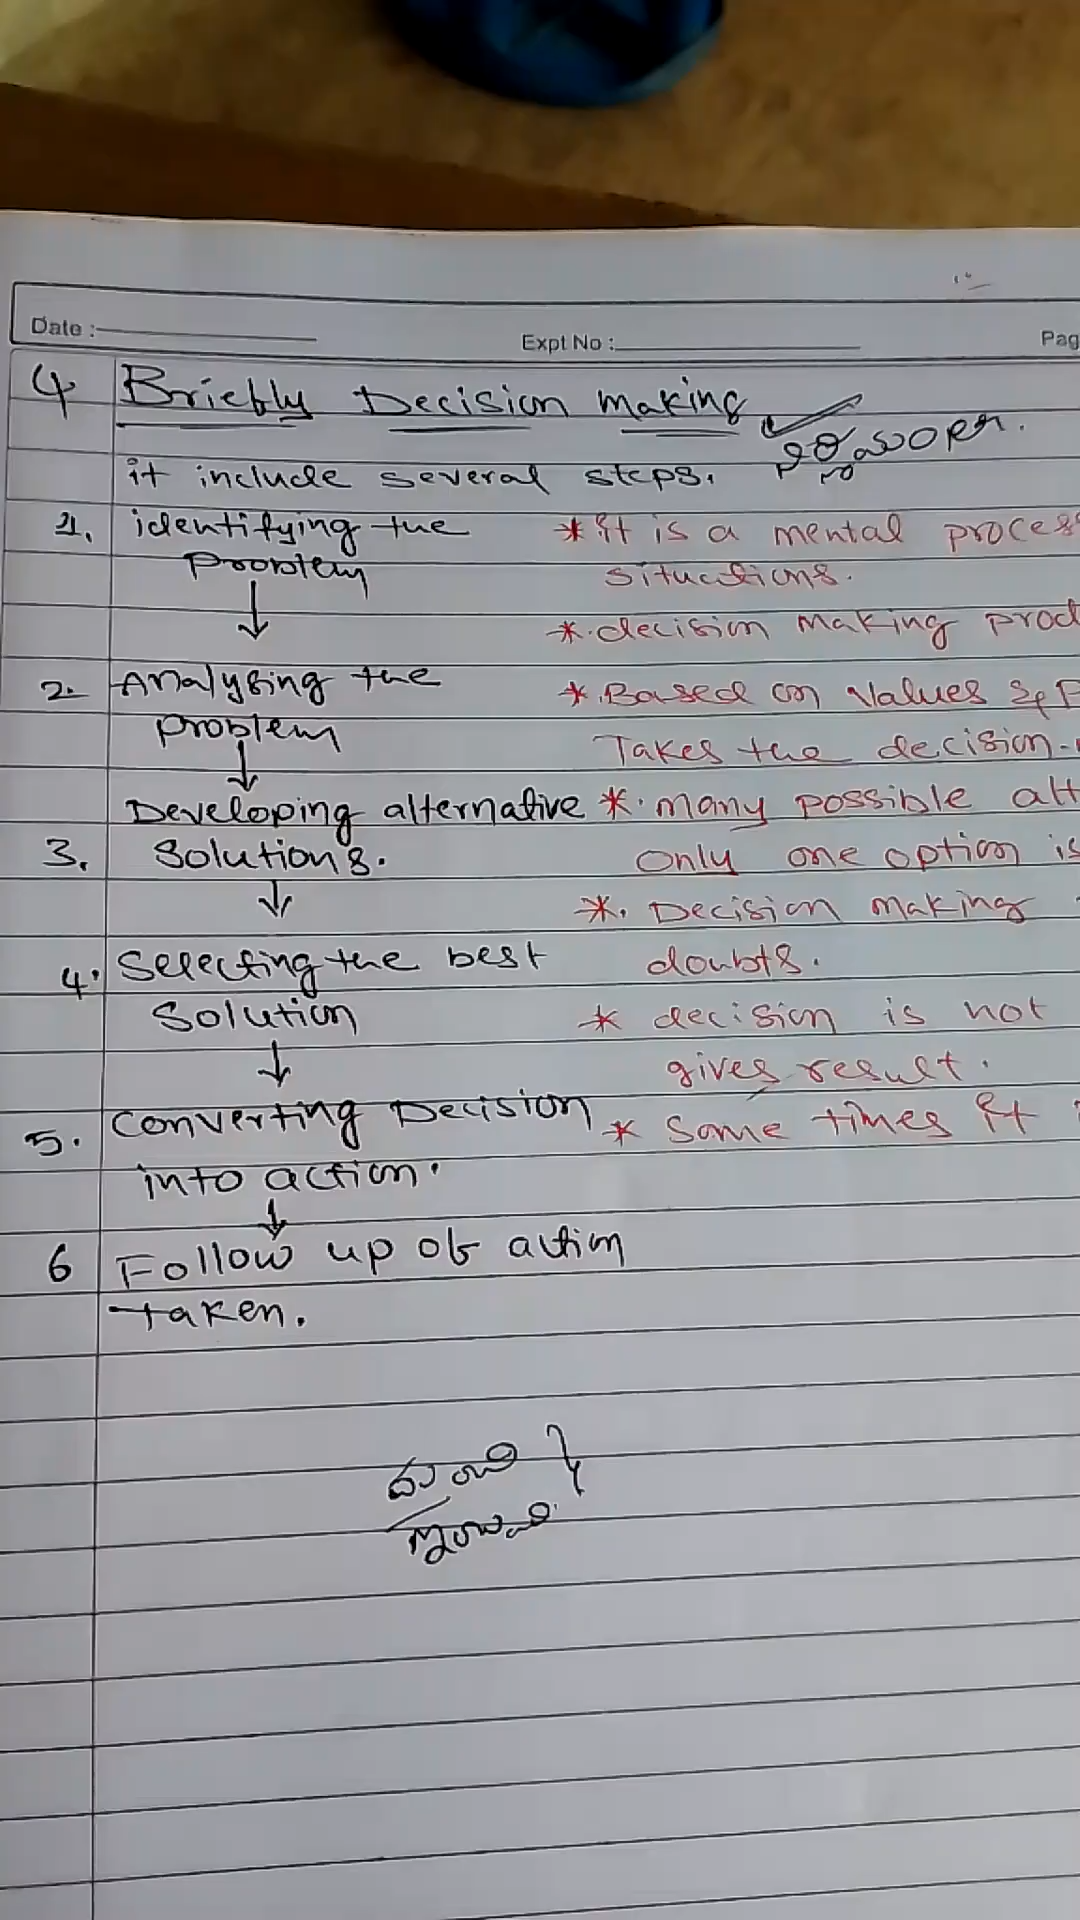 Date :
Expt No :
Pag
4 Briefly Decision making
it include several steps.
1. identifying the
problem
↓
* it is a mental process
situations.
* decision making prod
2. Analysing the
problem
↓
* Based on values & P
Takes the decision.
3. Developing alternative
Solutions.
↓
* many possible alt
only one option is
* Decision making
doubts.
4. Selecting the best
Solution
↓
* decision is not
gives result.
5. Converting Decision
into action.
↓
* Some times it
6 Follow up of action
taken.